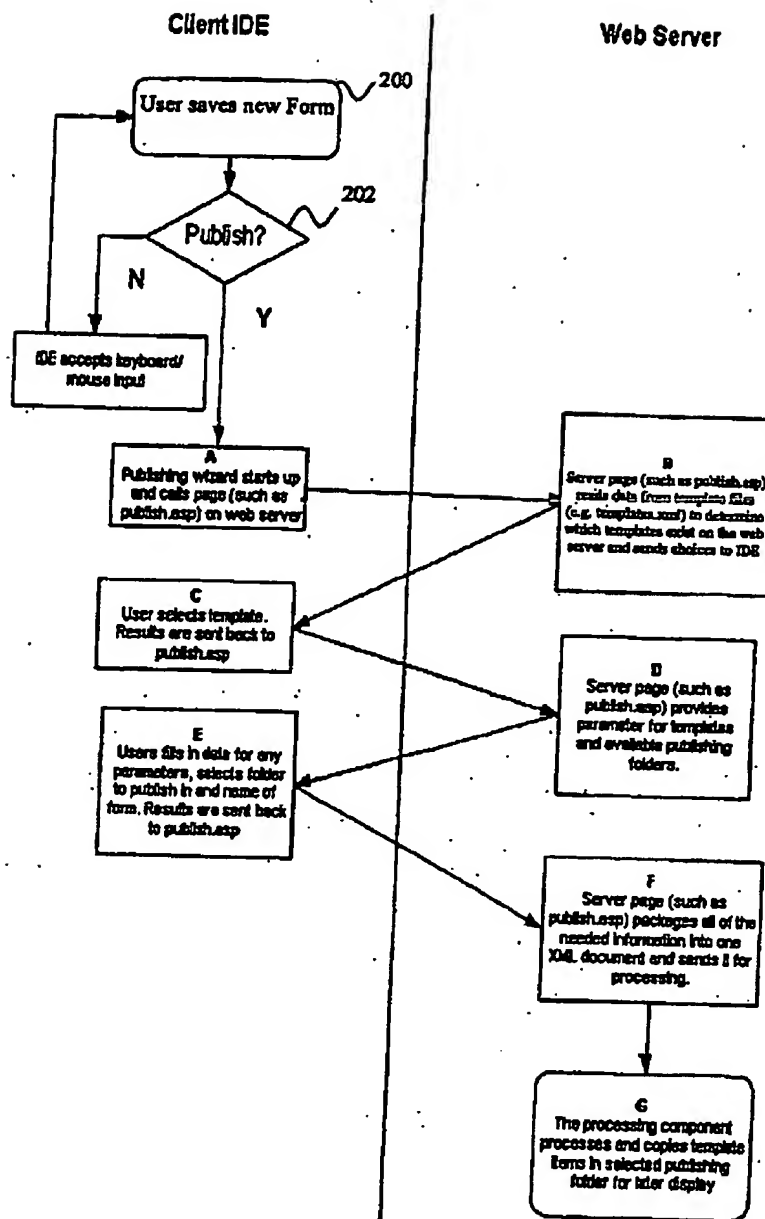 Client IDE
Web Server
200
User saves new Form
202
Publish?
N
Y
IDE accepts keyboard/
mouse input
A
Publishing wizard starts up
and calls page (such as
publish.asp) on web server
B
Server page (such as publish.asp)
reads data from template files
(e.g. templates.xml) to determine
which templates exist on the web
server and sends choices to IDE
C
User selects template.
Results are sent back to
publish.asp
D
Server page (such as
publish.asp) provides
parameter for templates
and available publishing
folders.
E
Users fills in data for any
parameters, selects folder
to publish in and name of
form. Results are sent back
to publish.asp
F
Server page (such as
publish.asp) packages all of the
needed information into one
XML document and sends it for
processing.
G
The processing component
processes and copies template
items in selected publishing
folder for later display